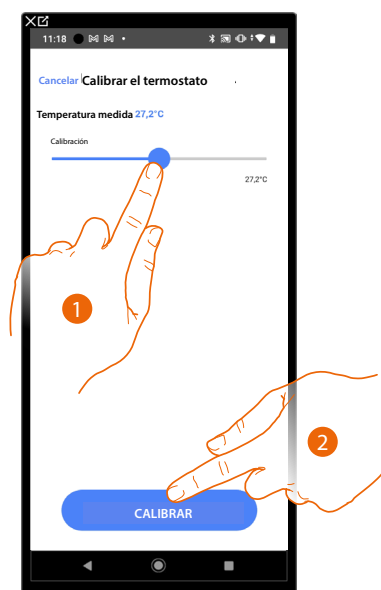 11:18
Cancelar Calibrar el termostato
Temperatura medida 27,2°C
Calibración
27,2°C
1
2
CALIBRAR